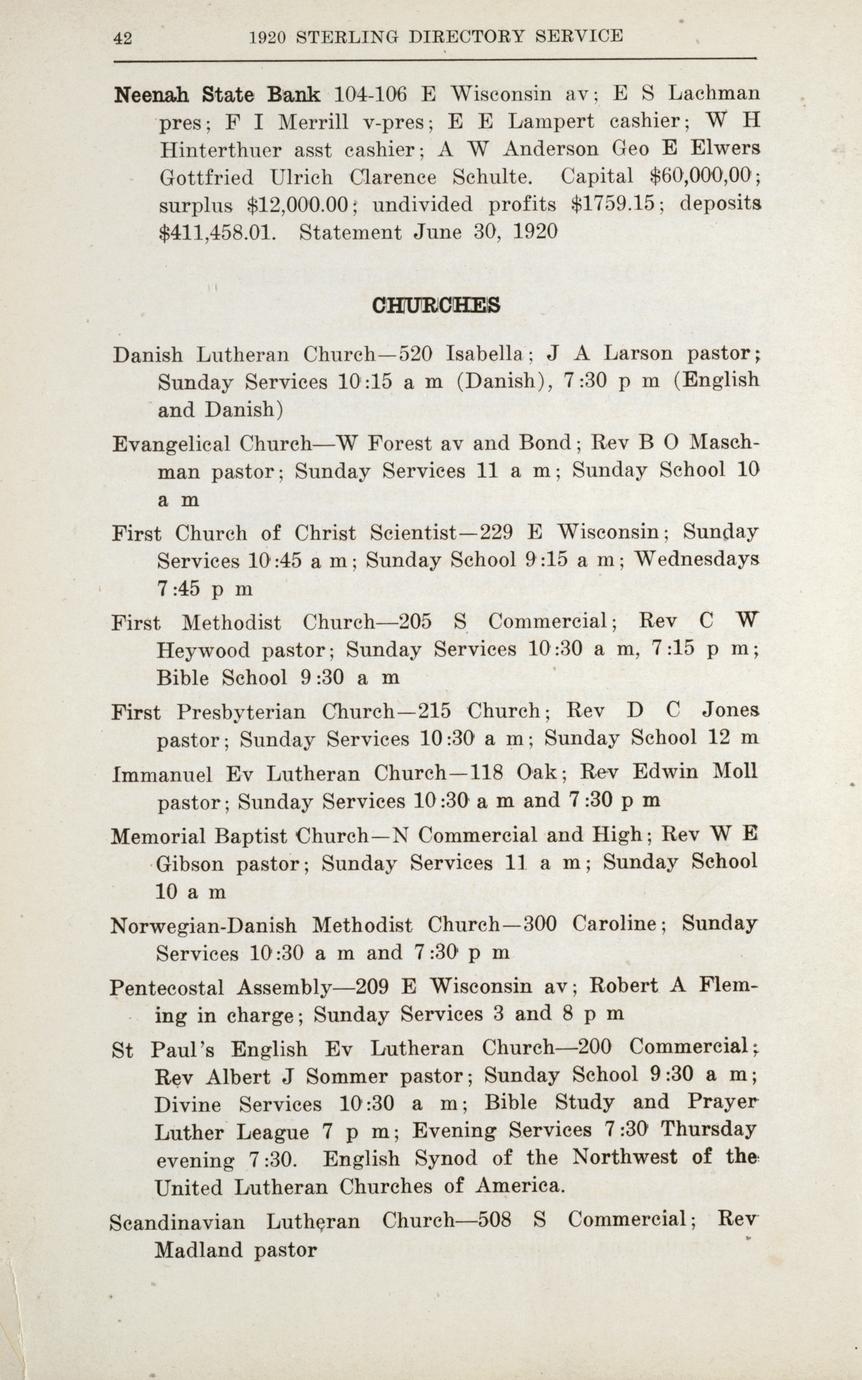 42 1920 STERLING DIRECTORY SERVICE
Neenah State Bank 104-106 E Wisconsin av; E S Lachman
pres; F I Merrill v-pres; E E Lampert cashier; W H
Hinterthuer asst cashier; A W Anderson Geo E Elwers
Gottfried Ulrich Clarence Schulte. Capital $60,000,00;
surplus $12,000.00; undivided profits $1759.15; deposits
$411,458.01. Statement June 30, 1920
CHURCHES
Danish Lutheran Church—520 Isabella; J A Larson pastor;
Sunday Services 10:15 a m (Danish), 7:30 p m (English
and Danish)
Evangelical Church—W Forest av and Bond; Rev B O Masch-
man pastor; Sunday Services 11 a m; Sunday School 10
a m
First Church of Christ Scientist—229 E Wisconsin; Sunday
Services 10:45 a m; Sunday School 9:15 a m; Wednesdays
7:45 p m
First Methodist Church—205 S Commercial; Rev C W
Heywood pastor; Sunday Services 10:30 a m, 7:15 p m;
Bible School 9:30 a m
First Presbyterian Church—215 Church; Rev D C Jones
pastor; Sunday Services 10:30 a m; Sunday School 12 m
Immanuel Ev Lutheran Church—118 Oak; Rev Edwin Moll
pastor; Sunday Services 10:30 a m and 7:30 p m
Memorial Baptist Church—N Commercial and High; Rev W E
Gibson pastor; Sunday Services 11 a m; Sunday School
10 a m
Norwegian-Danish Methodist Church—300 Caroline; Sunday
Services 10:30 a m and 7:30 p m
Pentecostal Assembly—209 E Wisconsin av; Robert A Flem-
ing in charge; Sunday Services 3 and 8 p m
St Paul's English Ev Lutheran Church—200 Commercial;
Rev Albert J Sommer pastor; Sunday School 9:30 a m;
Divine Services 10:30 a m; Bible Study and Prayer
Luther League 7 p m; Evening Services 7:30 Thursday
evening 7:30. English Synod of the Northwest of the
United Lutheran Churches of America.
Scandinavian Lutheran Church—508 S Commercial; Rev
Madland pastor